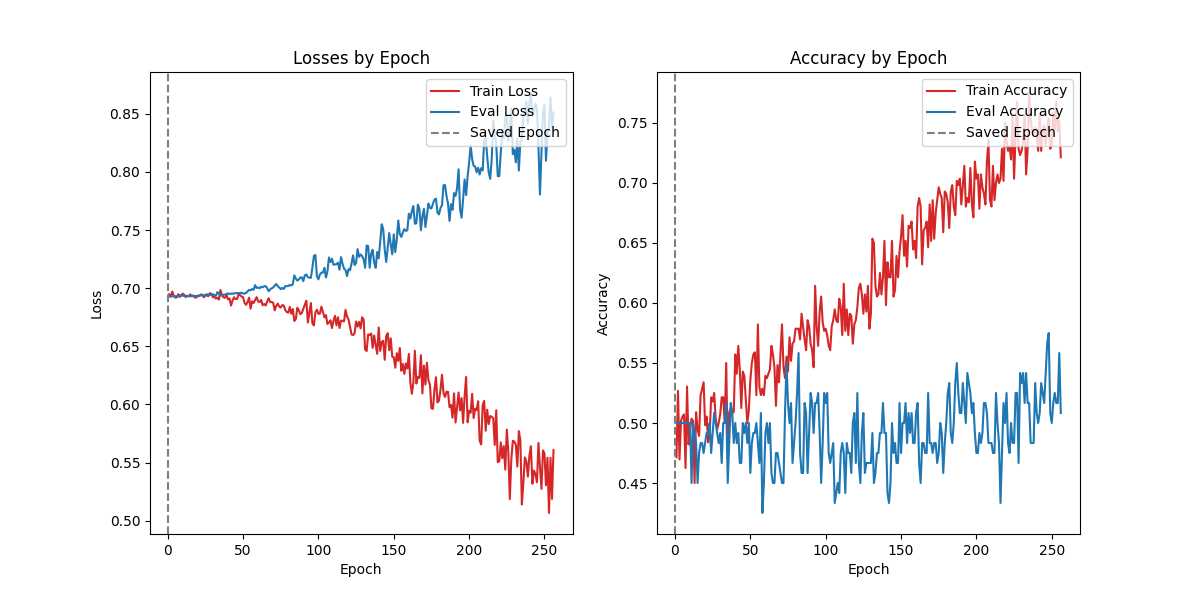 Losses by Epoch
Train Loss
Eval Loss
Saved Epoch
0.85
0.80
0.75
0.70
0.65
0.60
0.55
0.50
Loss
0
50
100
150
200
250
Epoch
Accuracy by Epoch
Train Accuracy
Eval Accuracy
Saved Epoch
0.75
0.70
0.65
0.60
0.55
0.50
0.45
Accuracy
0
50
100
150
200
250
Epoch